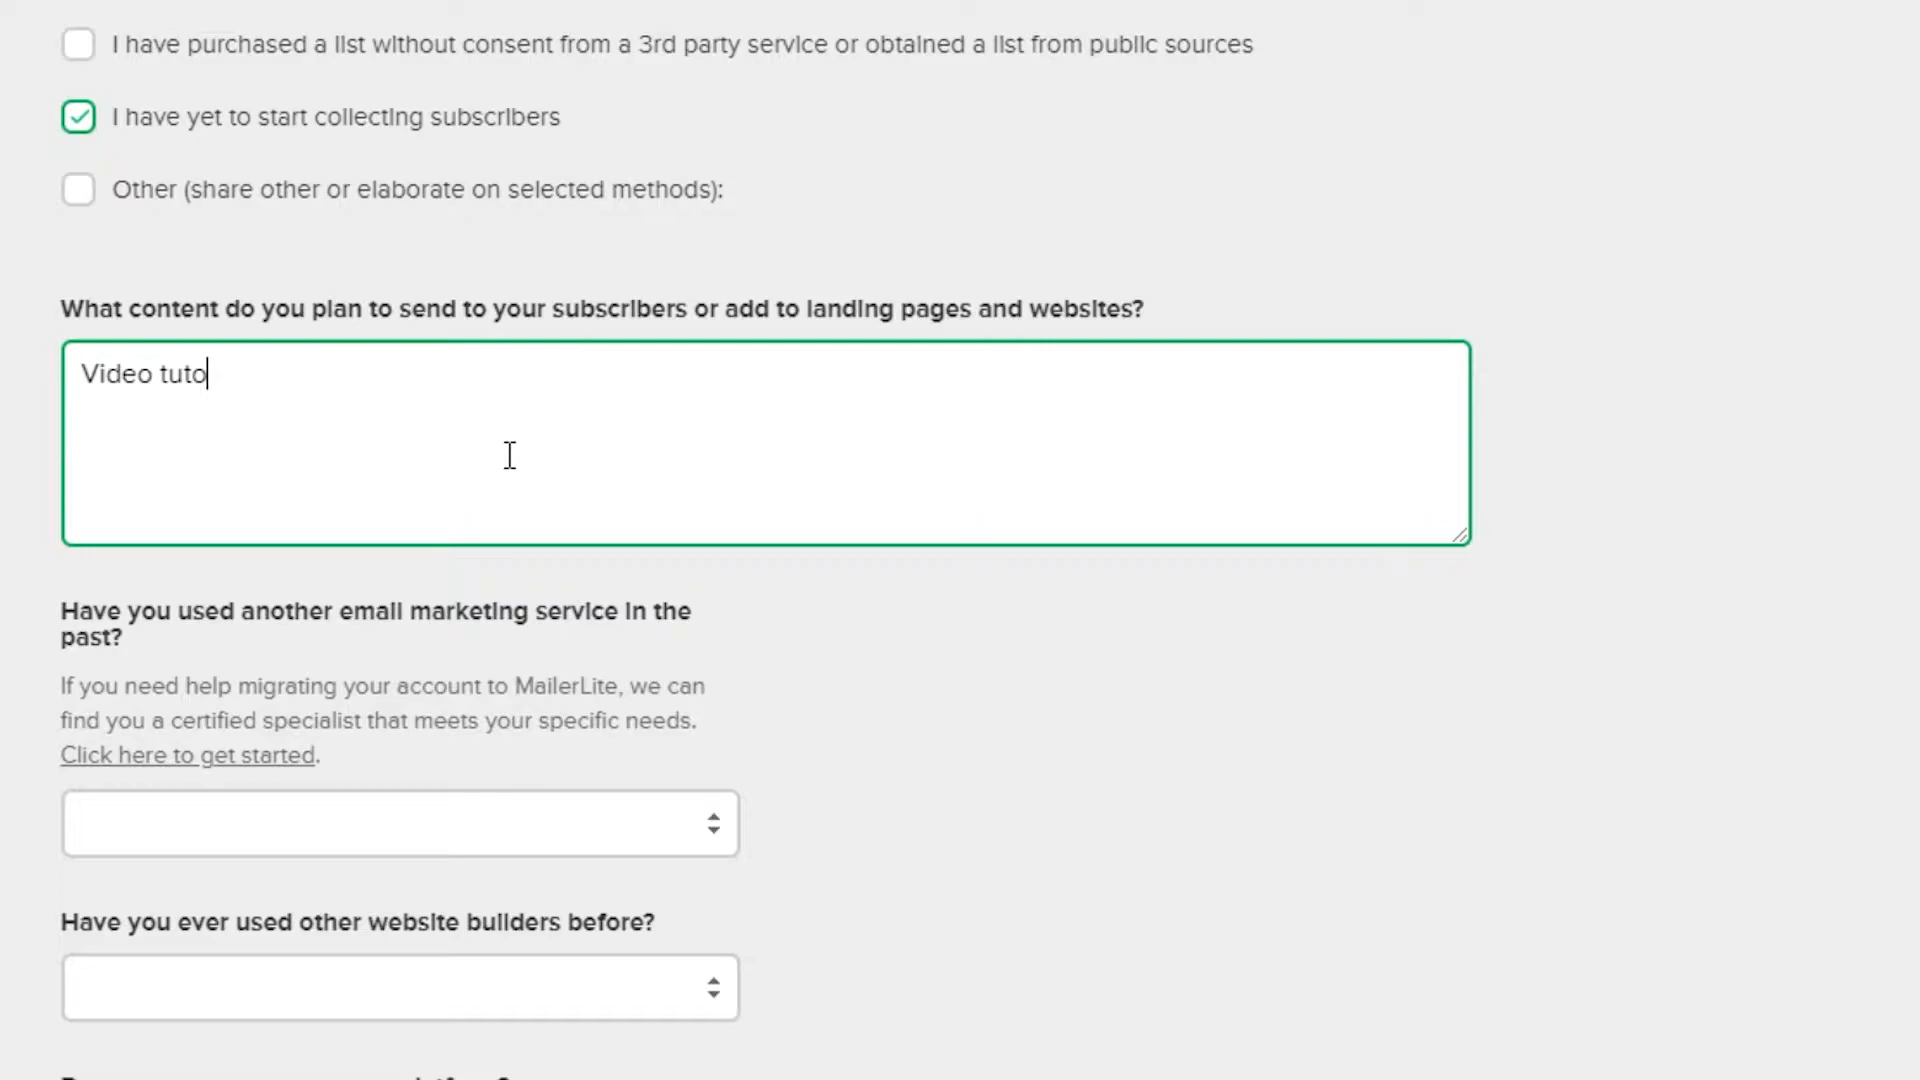 I have purchased a list without consent from a 3rd party service or obtained a list from public sources
I have yet to start collecting subscribers
Other (share other or elaborate on selected methods):
What content do you plan to send to your subscribers or add to landing pages and websites?
Video tuto
Have you used another email marketing service in the
past?
If you need help migrating your account to MailerLite, we can
find you a certified specialist that meets your specific needs.
Click here to get started.
Have you ever used other website builders before?